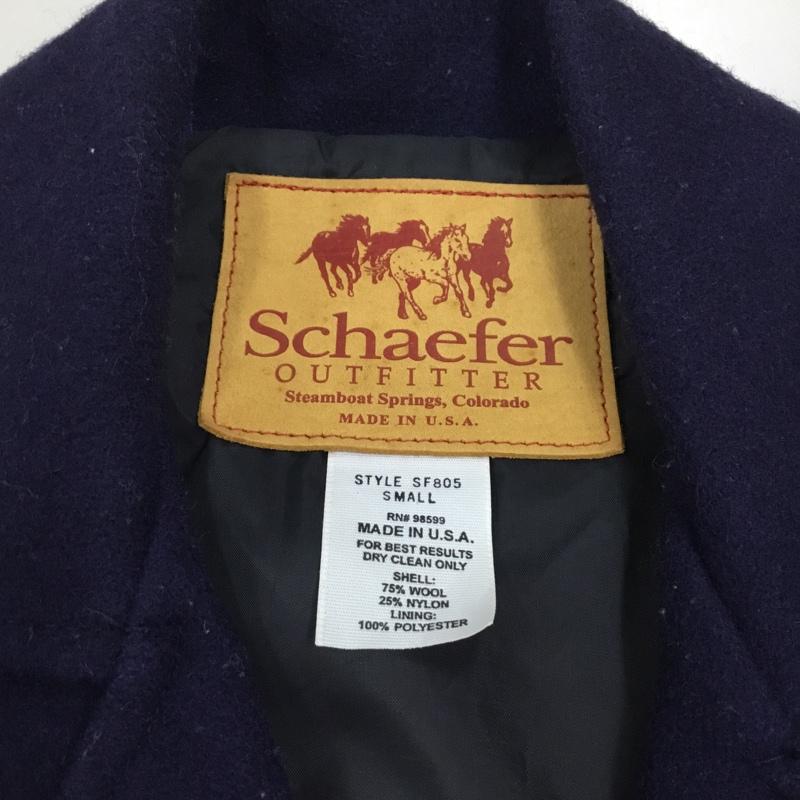 Schaefer
OUTFITTER
Steamboat Springs, Colorado
MADE IN U.S.A.
STYLE SF805
SMALL
RN# 98599
MADE IN U.S.A.
FOR BEST RESULTS
DRY CLEAN ONLY
SHELL:
75% WOOL
25% NYLON
LINING:
100% POLYESTER